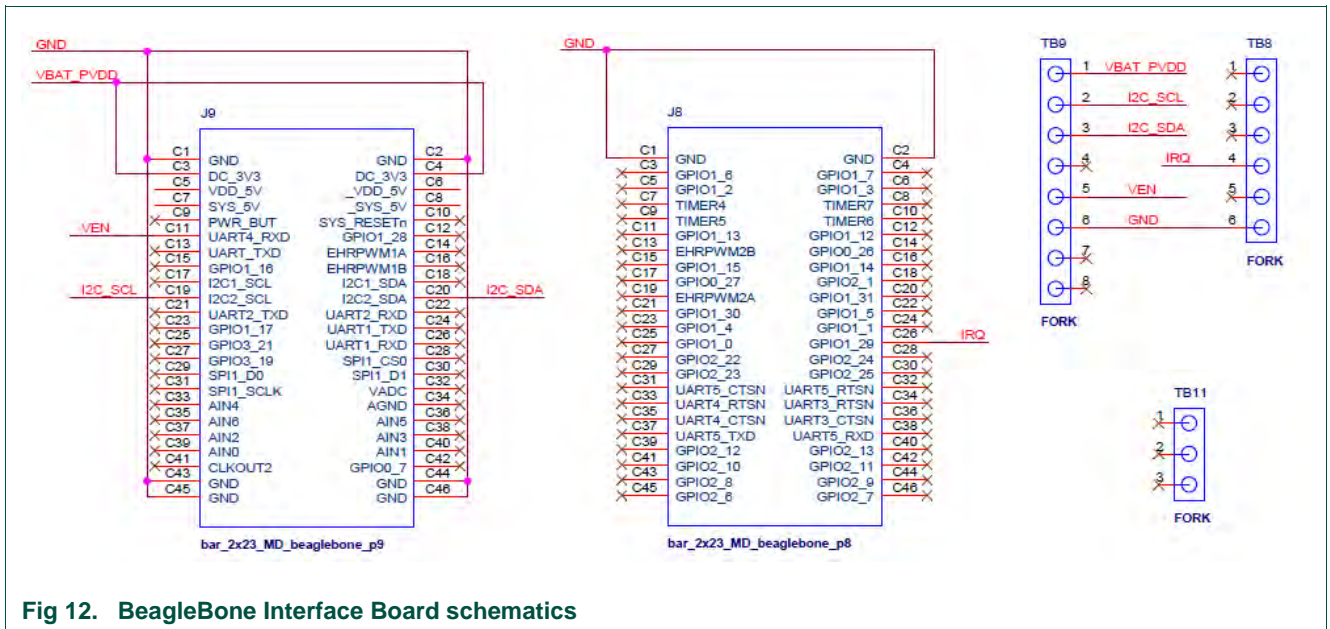 GND
VBAT_PVDD
J9
C1 GND GND C2
C3 DC_3V3 DC_3V3 C4
C5 VDD_5V _VDD_5V C6
C7 SYS_5V _SYS_5V C8
C9 PWR_BUT SYS_RESETn C10
VEN C11 UART4_RXD GPIO1_28 C12
C13 UART_TXD EHRPWM1A C14
C15 GPIO1_16 EHRPWM1B C16
C17 I2C1_SCL I2C1_SDA C18
I2C_SCL C19 I2C2_SCL I2C2_SDA C20 I2C_SDA
C21 UART2_TXD UART2_RXD C22
C23 GPIO1_17 UART1_TXD C24
C25 GPIO3_21 UART1_RXD C26
C27 GPIO3_19 SPI1_CS0 C28
C29 SPI1_D0 SPI1_D1 C30
C31 SPI1_SCLK VADC C32
C33 AIN4 AGND C34
C35 AIN6 AIN5 C36
C37 AIN2 AIN3 C38
C39 AIN0 AIN1 C40
C41 CLKOUT2 GPIO0_7 C42
C43 GND GND C44
C45 GND GND C46
bar_2x23_MD_beaglebone_p9
GND
J8
C1 GND GND C2
C3 GPIO1_6 GPIO1_7 C4
C5 GPIO1_2 GPIO1_3 C6
C7 TIMER4 TIMER7 C8
C9 TIMER5 TIMER6 C10
C11 GPIO1_13 GPIO1_12 C12
C13 EHRPWM2B GPIO0_26 C14
C15 GPIO1_15 GPIO1_14 C16
C17 GPIO0_27 GPIO2_1 C18
C19 EHRPWM2A GPIO1_31 C20
C21 GPIO1_30 GPIO1_5 C22
C23 GPIO1_4 GPIO1_1 C24
C25 GPIO1_0 GPIO1_29 C26 IRQ
C27 GPIO2_22 GPIO2_24 C28
C29 GPIO2_23 GPIO2_25 C30
C31 UART5_CTSN UART5_RTSN C32
C33 UART4_RTSN UART3_RTSN C34
C35 UART4_CTSN UART3_CTSN C36
C37 UART5_TXD UART5_RXD C38
C39 GPIO2_12 GPIO2_13 C40
C41 GPIO2_10 GPIO2_11 C42
C43 GPIO2_8 GPIO2_9 C44
C45 GPIO2_6 GPIO2_7 C46
bar_2x23_MD_beaglebone_p8
TB9 TB8
1 VBAT_PVDD 1
2 I2C_SCL 2
3 I2C_SDA 3
4 IRQ 4
5 VEN 5
6 GND 6
7
8
FORK
FORK
TB11
1
2
3
FORK
Fig 12. BeagleBone Interface Board schematics